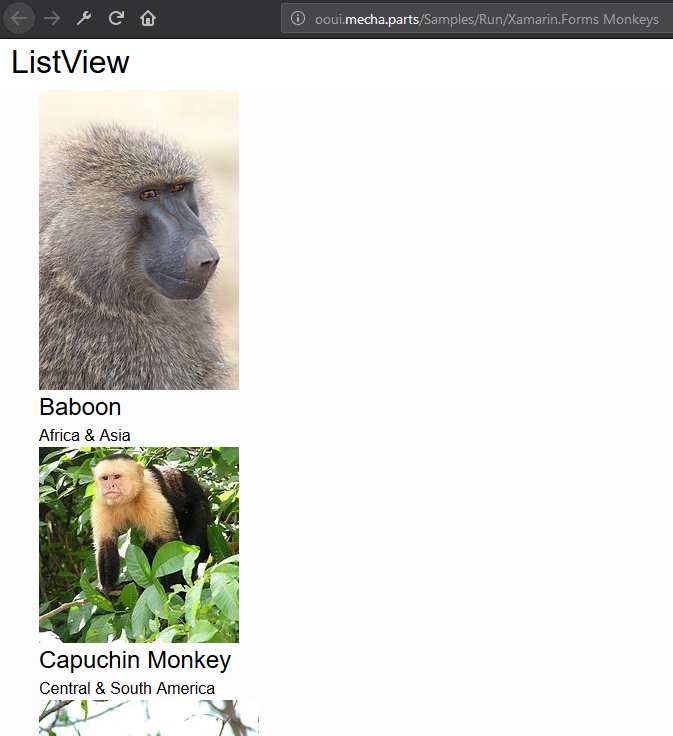 ooui.mecha.parts/Samples/Run/Xamarin.Forms Monkeys
ListView
Baboon
Africa & Asia
Capuchin Monkey
Central & South America